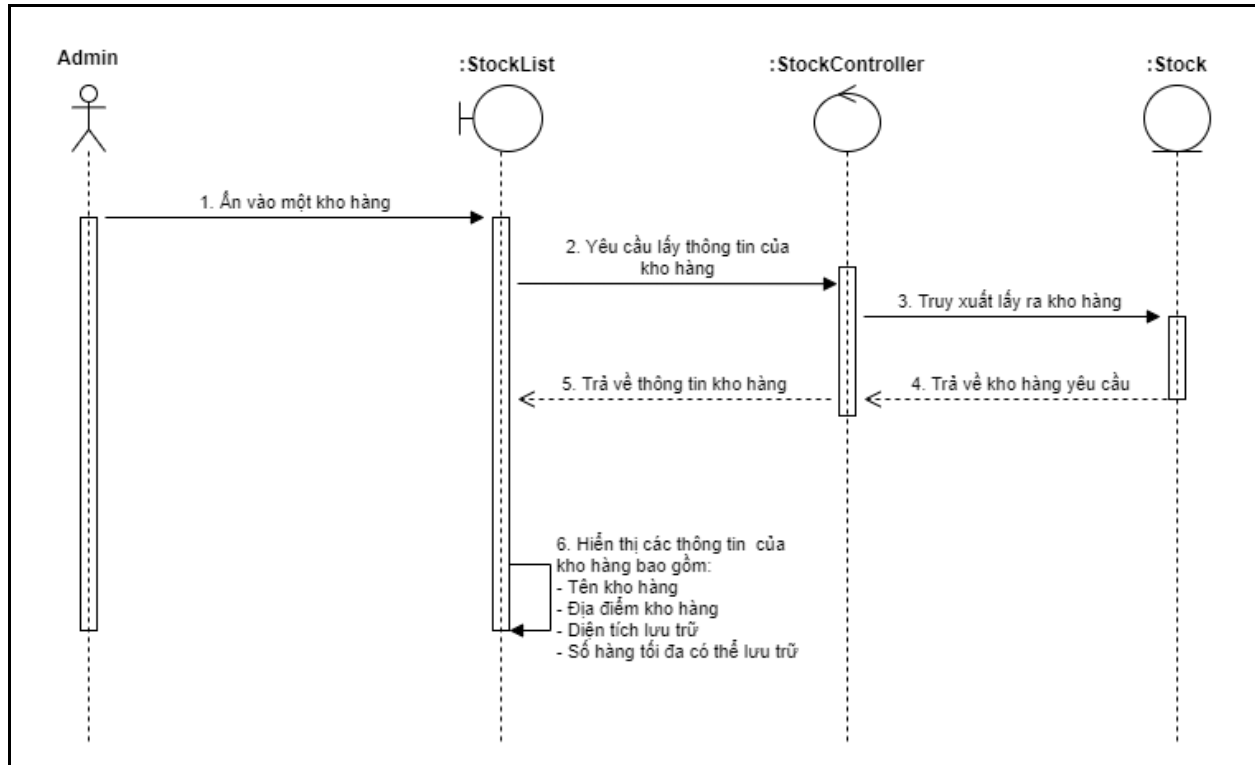 Admin
:StockList
:StockController
:Stock
1. Ấn vào một kho hàng
2. Yêu cầu lấy thông tin của
kho hàng
3. Truy xuất lấy ra kho hàng
5. Trả về thông tin kho hàng
4. Trả về kho hàng yêu cầu
6. Hiển thị các thông tin của
kho hàng bao gồm:
- Tên kho hàng
- Địa điểm kho hàng
- Diện tích lưu trữ
- Số hàng tối đa có thể lưu trữ